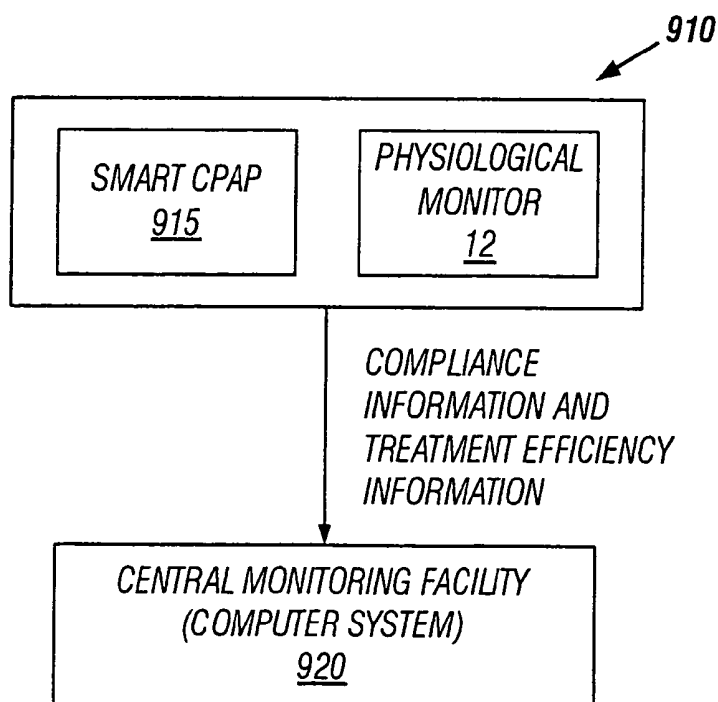 910
SMART CPAP
915
PHYSIOLOGICAL
MONITOR
12
COMPLIANCE
INFORMATION AND
TREATMENT EFFICIENCY
INFORMATION
CENTRAL MONITORING FACILITY
(COMPUTER SYSTEM)
920